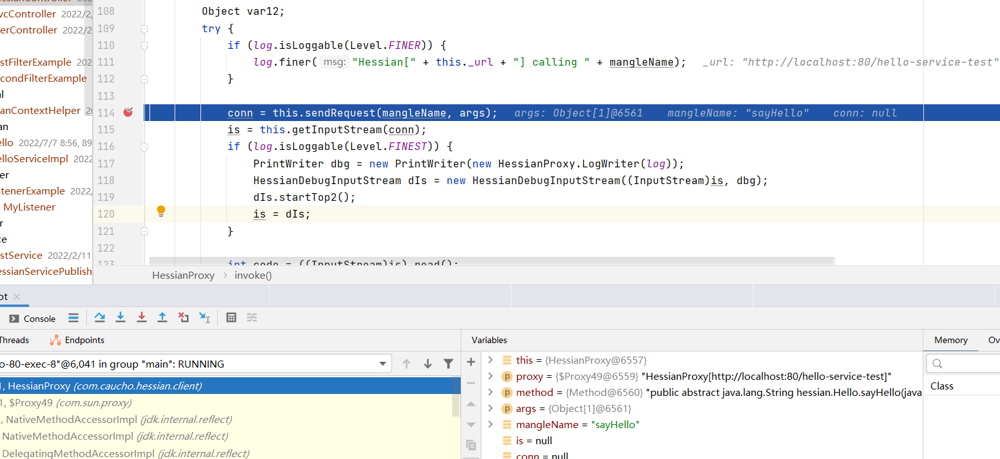 vcController 2022/2/
erController 2022/2
stFilterExample 202
condFilterExample
al
anContextHelper 20
an
ello 2022/7/7 8:56, 89
elloServiceImpl 2022
er
stenerExample 2022/
MyListener
r
ce
stService 2022/2/11
essianServicePublish
108 Object var12;
109 try {
110 if (log.isLoggable(Level.FINER)) {
111 log.finer( msg: "Hessian[" + this._url + "] calling " + mangleName); _url: "http://localhost:80/hello-service-test"
112 }
113
114 conn = this.sendRequest(mangleName, args); args: Object[1]@6561 mangleName: "sayHello" conn: null
115 is = this.getInputStream(conn);
116 if (log.isLoggable(Level.FINEST)) {
117 PrintWriter dbg = new PrintWriter(new HessianProxy.LogWriter(log));
118 HessianDebugInputStream dIs = new HessianDebugInputStream((InputStream)is, dbg);
119 dIs.startTop2();
120 is = dIs;
121 }
122
123 int code = ((InputStream)is).read();
HessianProxy > invoke()
ot
Console
Threads Endpoints
o-80-exec-8"@6,041 in group "main": RUNNING
, HessianProxy (com.caucho.hessian.client)
1, $Proxy49 (com.sun.proxy)
, NativeMethodAccessorImpl (jdk.internal.reflect)
NativeMethodAccessorImpl (jdk.internal.reflect)
DelegatingMethodAccessorImpl (jdk.internal.reflect)
Variables
this = {HessianProxy@6557}
proxy = {$Proxy49@6559} "HessianProxy[http://localhost:80/hello-service-test]"
method = {Method@6560} "public abstract java.lang.String hessian.Hello.sayHello(java
args = {Object[1]@6561}
mangleName = "sayHello"
is = null
conn = null
Memory Ov
Class